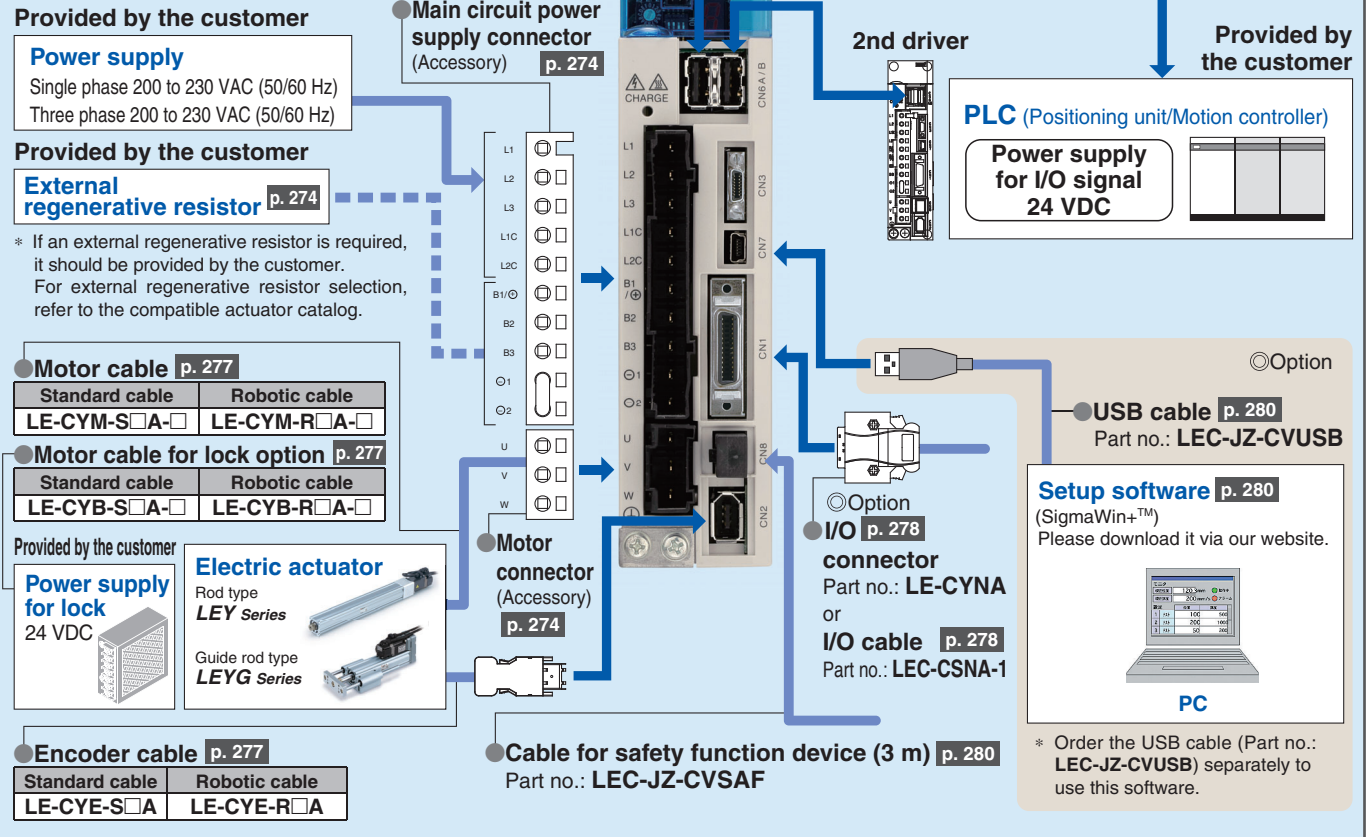 Provided by the customer
Power supply
Single phase 200 to 230 VAC (50/60 Hz)
Three phase 200 to 230 VAC (50/60 Hz)
Provided by the customer
External
regenerative resistor p. 274
* If an external regenerative resistor is required,
it should be provided by the customer.
For external regenerative resistor selection,
refer to the compatible actuator catalog.
Main circuit power
supply connector
(Accessory) p. 274
L1
L2
L3
L1C
L2C
B1/⊕
B2
B3
⊖1
⊖2
U
V
W
CHARGE
L1
L2
L3
L1C
L2C
B1
/⊕
B2
B3
⊖1
⊖2
U
V
W
CN6A/B
CN3
CN7
CN1
CN8
CN2
2nd driver
Provided by
the customer
PLC (Positioning unit/Motion controller)
Power supply
for I/O signal
24 VDC
Motor cable p. 277
Standard cable Robotic cable
LE-CYM-S□A-□ LE-CYM-R□A-□
Motor cable for lock option p. 277
Standard cable Robotic cable
LE-CYB-S□A-□ LE-CYB-R□A-□
Provided by the customer
Power supply
for lock
24 VDC
Electric actuator
Rod type
LEY Series
Guide rod type
LEYG Series
Motor
connector
(Accessory)
p. 274
◎Option
I/O p. 278
connector
Part no.: LE-CYNA
or
I/O cable p. 278
Part no.: LEC-CSNA-1
◎Option
USB cable p. 280
Part no.: LEC-JZ-CVUSB
Setup software p. 280
(SigmaWin+™)
Please download it via our website.
PC
* Order the USB cable (Part no.:
LEC-JZ-CVUSB) separately to
use this software.
Encoder cable p. 277
Standard cable Robotic cable
LE-CYE-S□A LE-CYE-R□A
Cable for safety function device (3 m) p. 280
Part no.: LEC-JZ-CVSAF